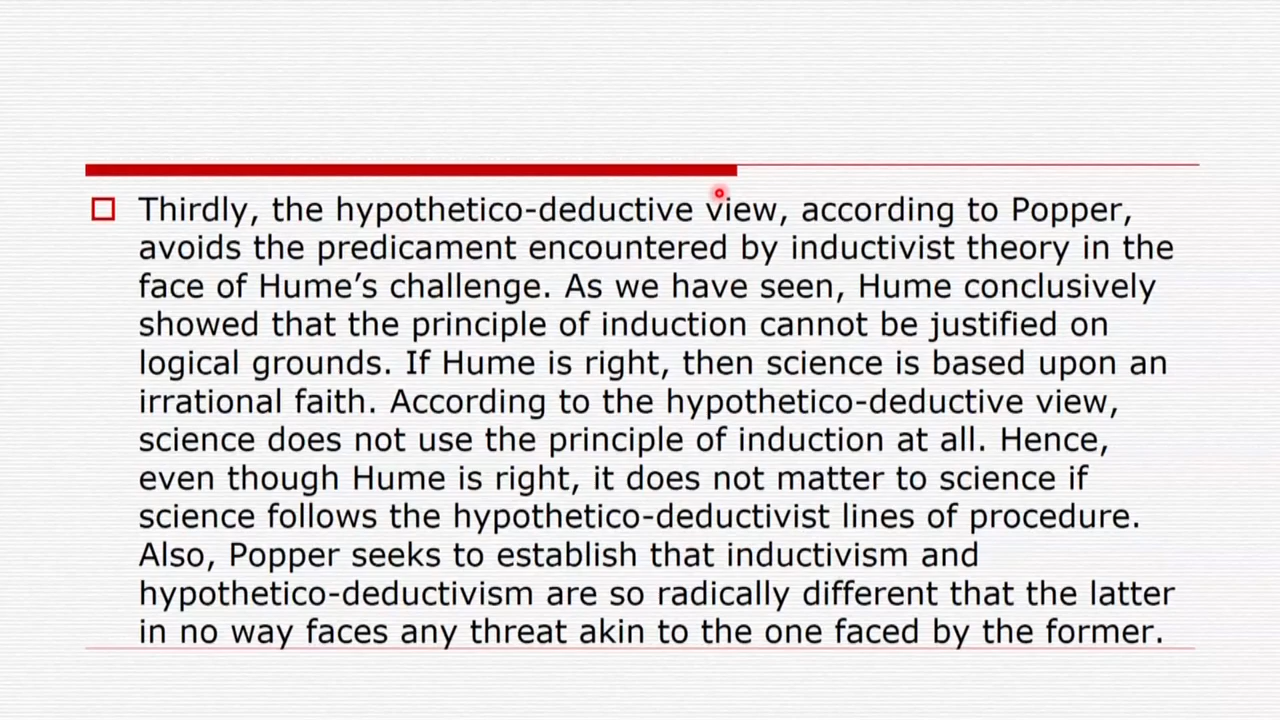 Thirdly, the hypothetico-deductive view, according to Popper,
avoids the predicament encountered by inductivist theory in the
face of Hume’s challenge. As we have seen, Hume conclusively
showed that the principle of induction cannot be justified on
logical grounds. If Hume is right, then science is based upon an
irrational faith. According to the hypothetico-deductive view,
science does not use the principle of induction at all. Hence,
even though Hume is right, it does not matter to science if
science follows the hypothetico-deductivist lines of procedure.
Also, Popper seeks to establish that inductivism and
hypothetico-deductivism are so radically different that the latter
in no way faces any threat akin to the one faced by the former.